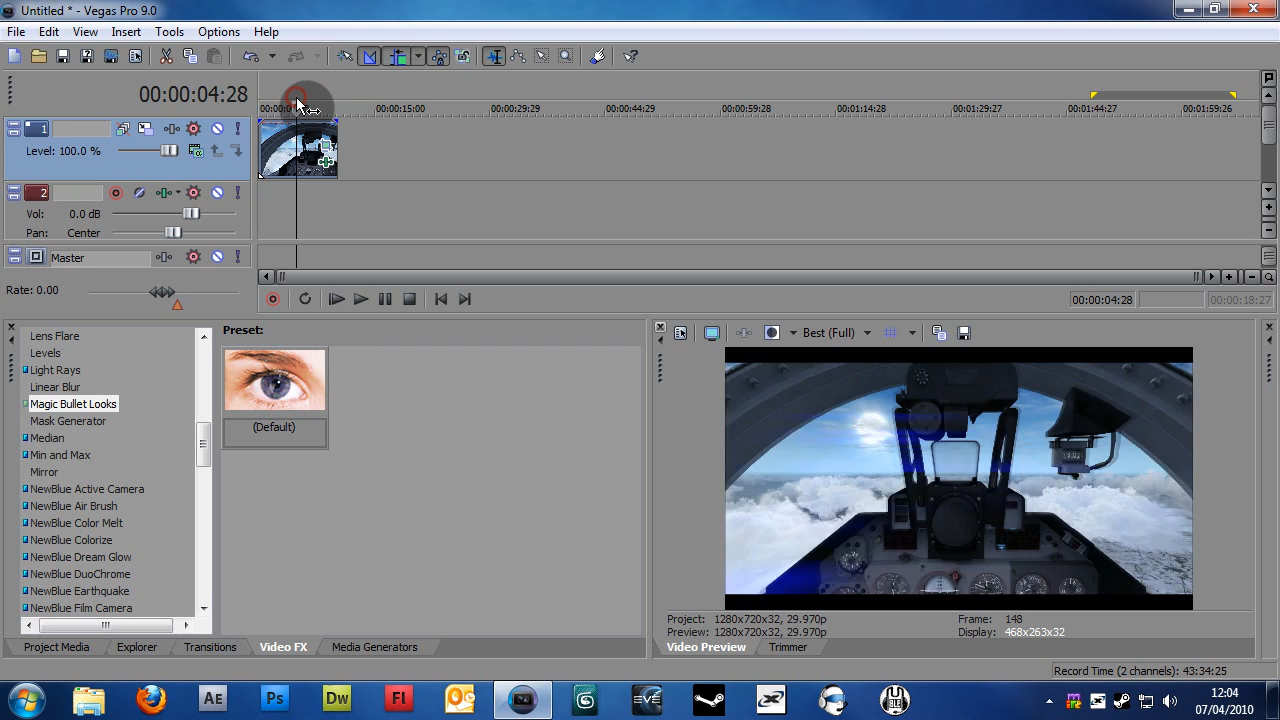 Untitled * - Vegas Pro 9.0
File Edit View Insert Tools Options Help
00:00:04:28
00:00:15:00 00:00:29:29 00:00:44:29 00:00:59:28 00:01:14:28 00:01:29:27 00:01:44:27 00:01:59:26
1
Level: 100.0 %
2
Vol: 0.0 dB
Pan: Center
Master
Rate: 0.00
00:00:04:28 00:00:18:27
Lens Flare
Levels
Light Rays
Linear Blur
Magic Bullet Looks
Mask Generator
Median
Min and Max
Mirror
NewBlue Active Camera
NewBlue Air Brush
NewBlue Color Melt
NewBlue Colorize
NewBlue Dream Glow
NewBlue DuoChrome
NewBlue Earthquake
NewBlue Film Camera
Preset:
(Default)
Best (Full)
Project: 1280x720x32, 29.970p Frame: 148
Preview: 1280x720x32, 29.970p Display: 468x263x32
Project Media Explorer Transitions Video FX Media Generators
Video Preview Trimmer
Record Time (2 channels): 43:34:25
AE Ps Dw Fl
EVE
12:04
07/04/2010